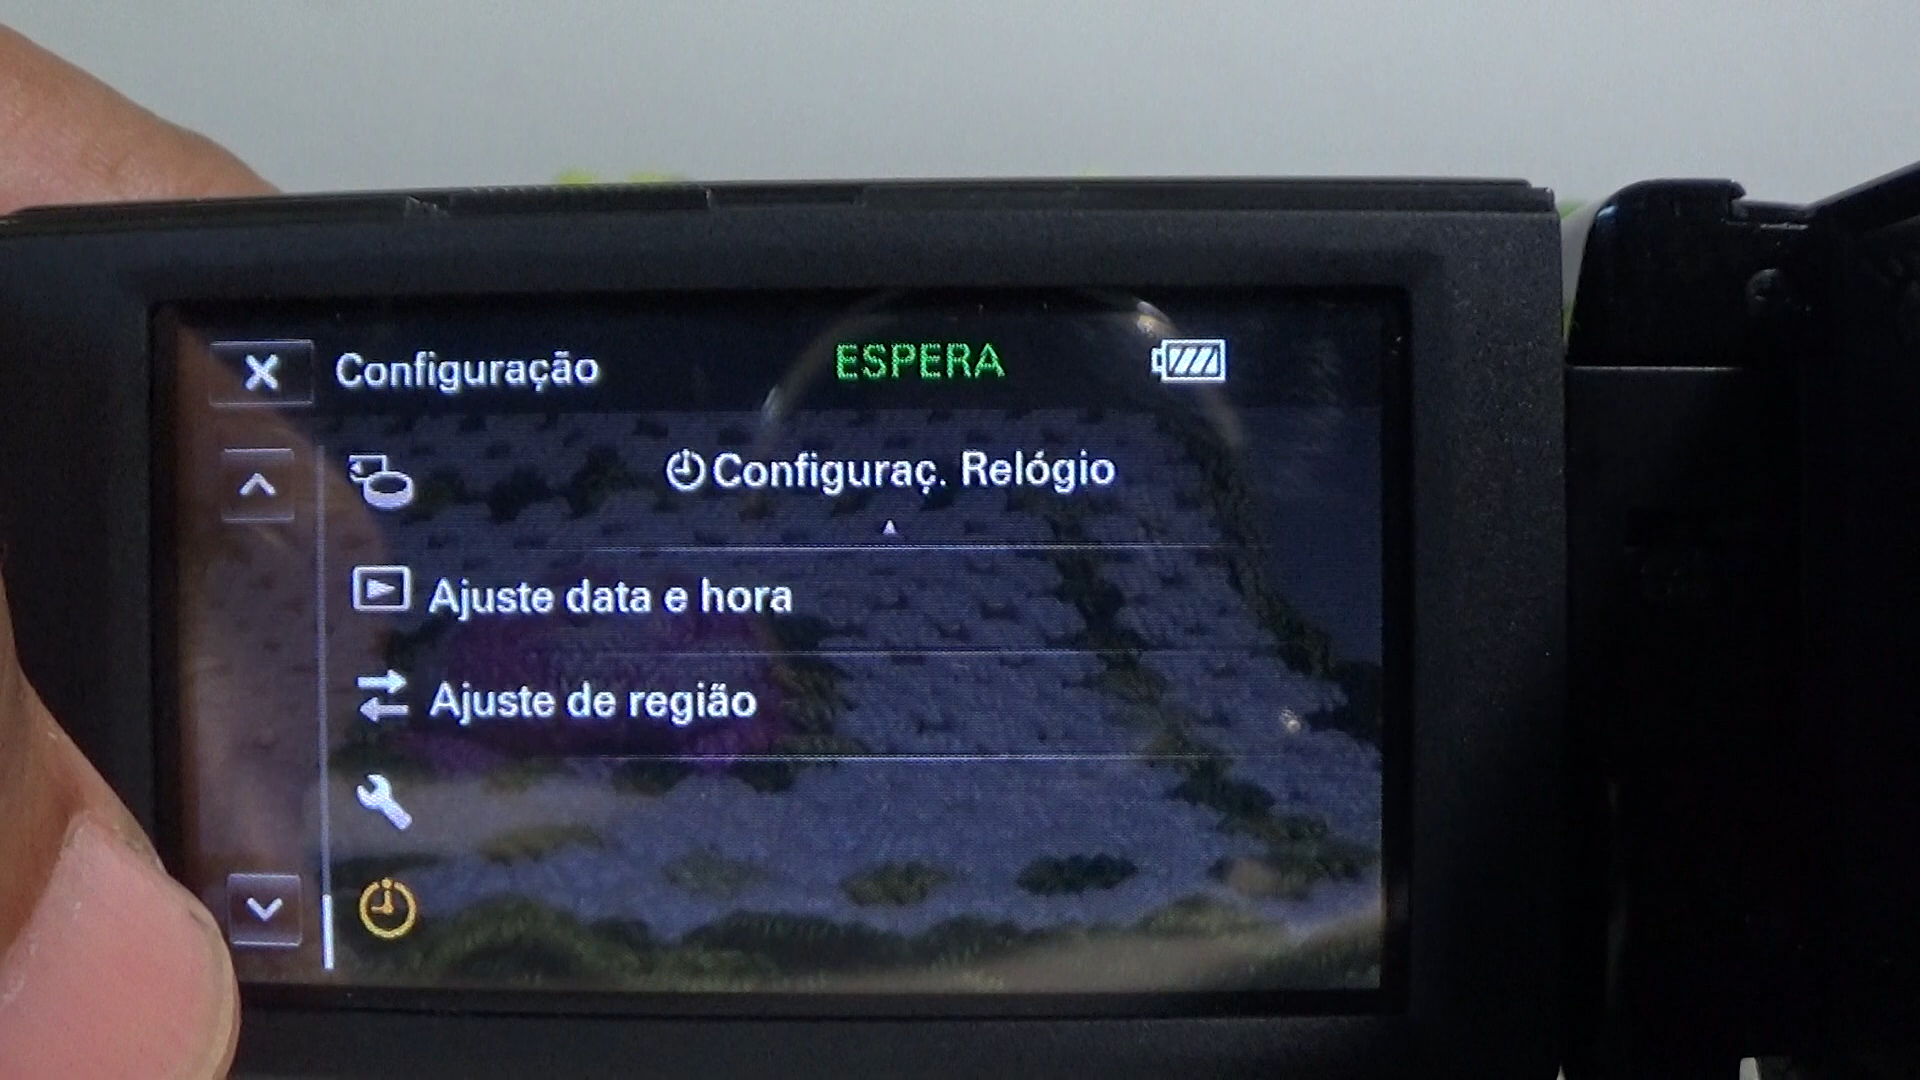 Configuração
ESPERA
Configuraç. Relógio
Ajuste data e hora
Ajuste de região